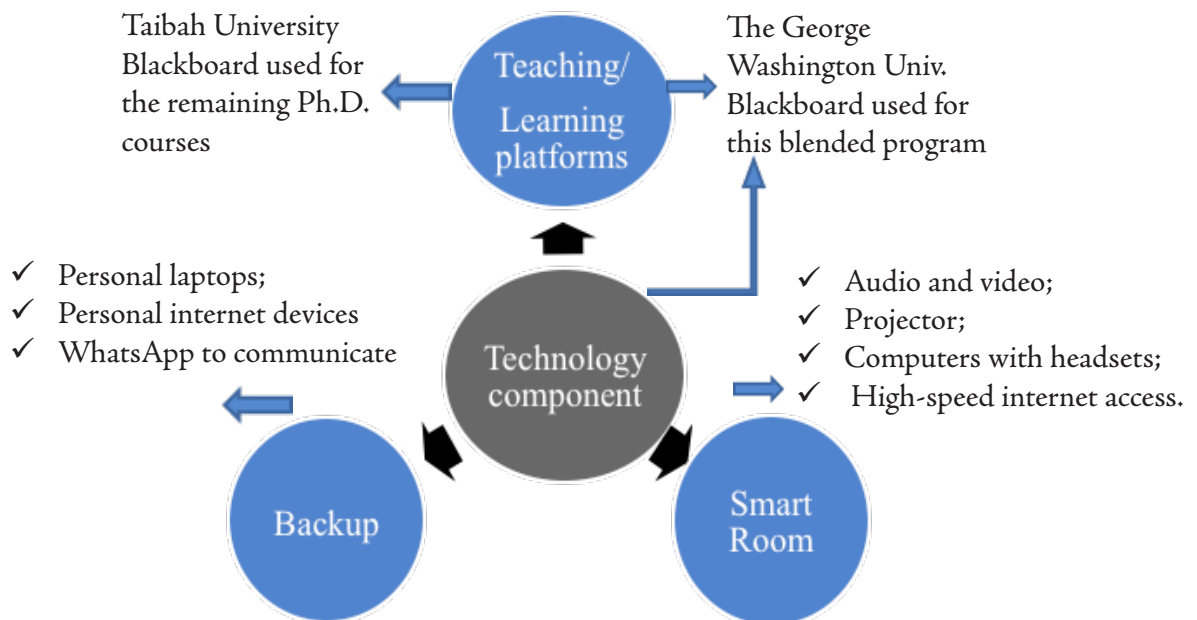 Taibah University
Blackboard used for
the remaining Ph.D.
courses
Teaching/
Learning
platforms
The George
Washington Univ.
Blackboard used for
this blended program
✓ Personal laptops;
✓ Personal internet devices
✓ WhatsApp to communicate
Technology
component
✓ Audio and video;
✓ Projector;
✓ Computers with headsets;
✓ High-speed internet access.
Backup
Smart
Room